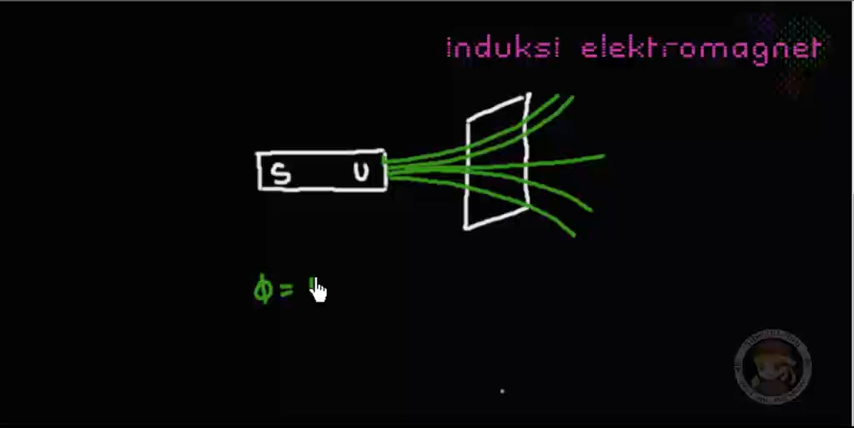 induksi elektromagnet
S U
ϕ =